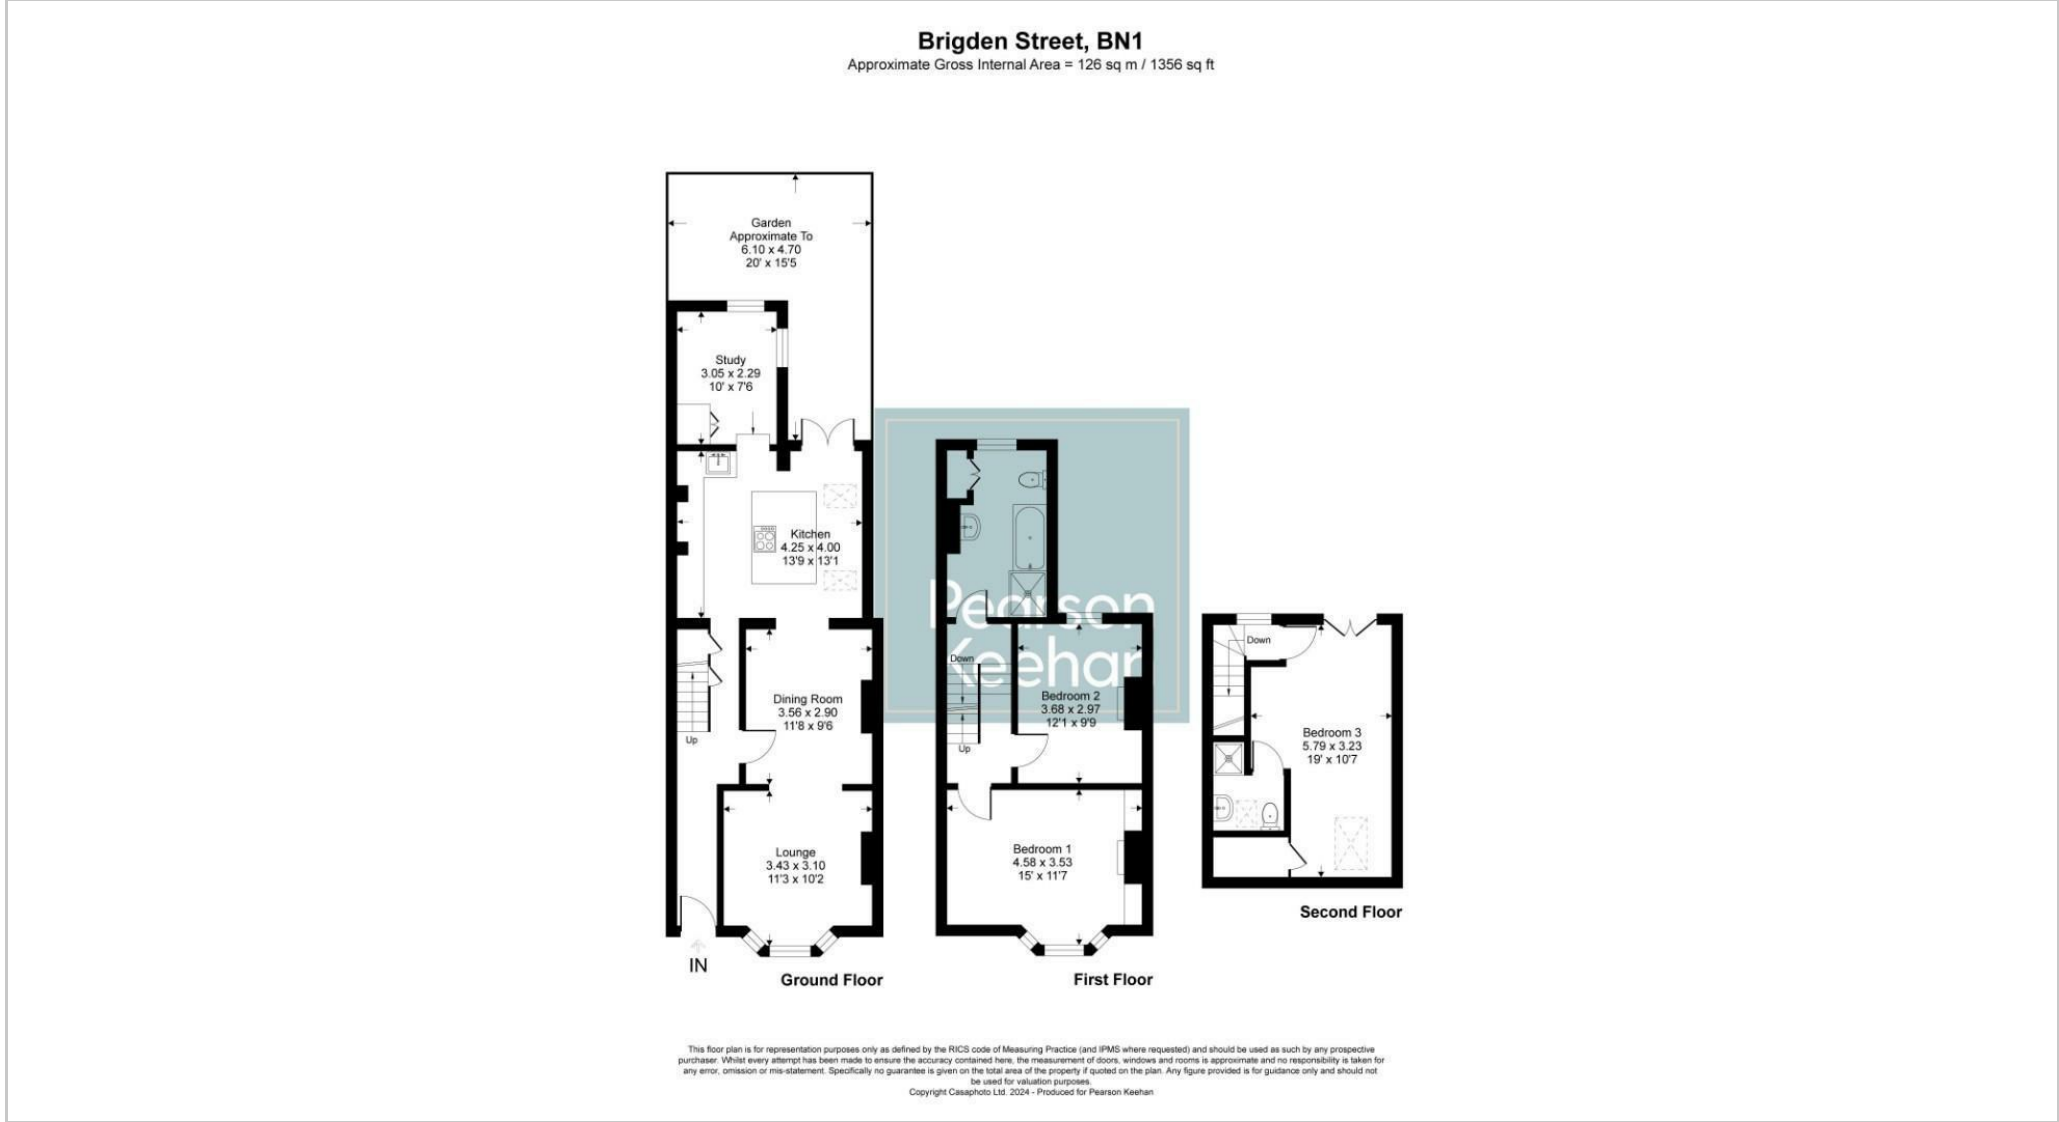 Brigden Street, BN1
Approximate Gross Internal Area = 126 sq m / 1356 sq ft
Garden
Approximate To
6.10 x 4.70
20' x 15'5
Study
3.05 x 2.29
10' x 7'6
Kitchen
4.25 x 4.00
13'9 x 13'1
Dining Room
3.56 x 2.90
11'8 x 9'6
Up
Lounge
3.43 x 3.10
11'3 x 10'2
IN
Ground Floor
Pearson
Keehan
Down
Bedroom 2
3.68 x 2.97
12'1 x 9'9
Up
Bedroom 1
4.58 x 3.53
15' x 11'7
First Floor
Down
Bedroom 3
5.79 x 3.23
19' x 10'7
Second Floor
This floor plan is for representation purposes only as defined by the RICS code of Measuring Practice (and IPMS where requested) and should be used as such by any prospective
purchaser. Whilst every attempt has been made to ensure the accuracy contained here, the measurement of doors, windows and rooms is approximate and no responsibility is taken for
any error, omission or mis-statement. Specifically no guarantee is given on the total area of the property if quoted on the plan. Any figure provided is for guidance only and should not
be used for valuation purposes.
Copyright Casaphoto Ltd. 2024 - Produced for Pearson Keehan